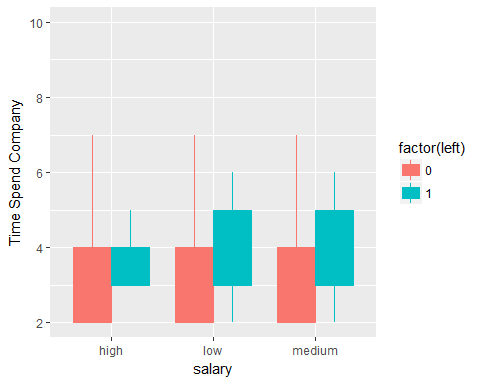 10
8
6
4
2
Time Spend Company
high
low
medium
salary
factor(left)
0
1